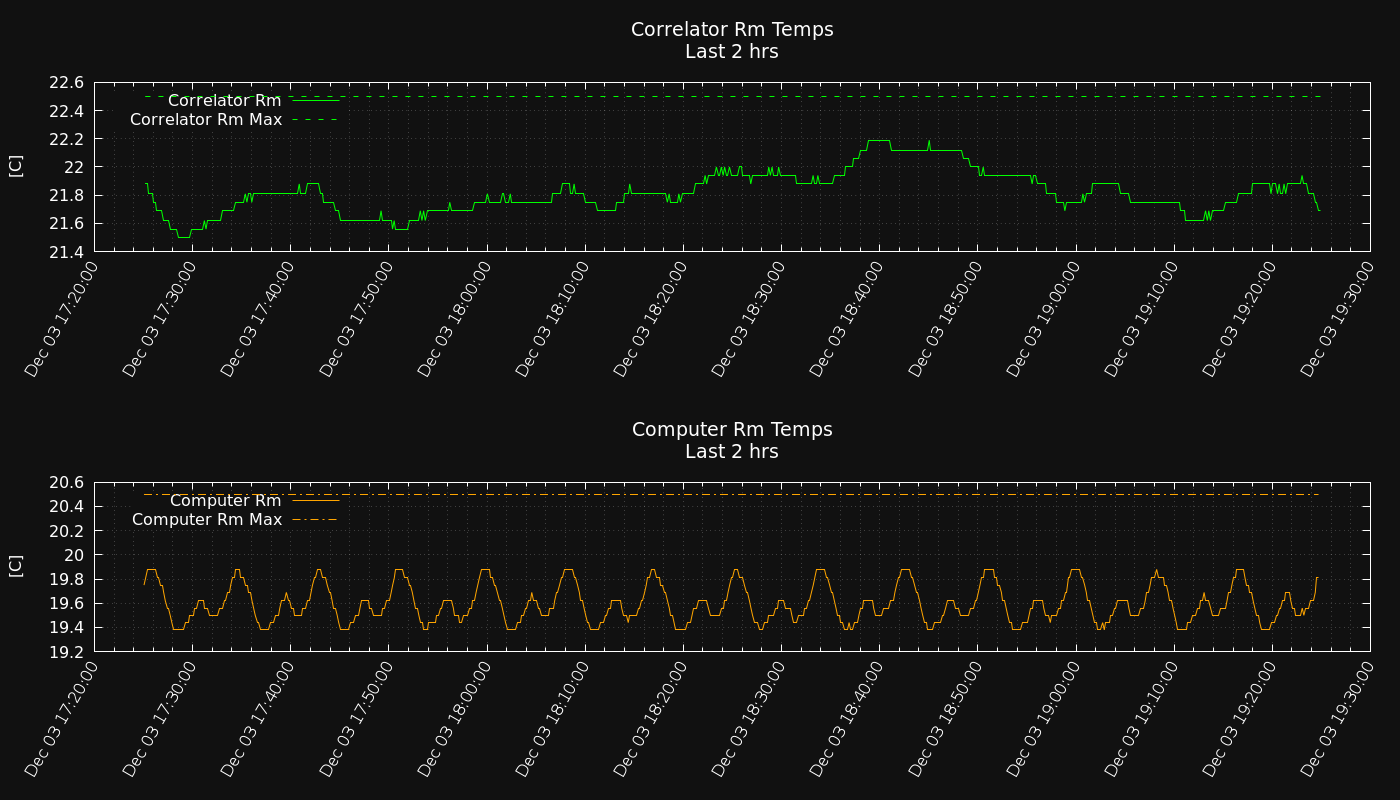 Correlator Rm Temps
Last 2 hrs
22.6
22.4
22.2
22
21.8
21.6
21.4
[C]
Correlator Rm
Correlator Rm Max
Dec 03 17:20:00
Dec 03 17:30:00
Dec 03 17:40:00
Dec 03 17:50:00
Dec 03 18:00:00
Dec 03 18:10:00
Dec 03 18:20:00
Dec 03 18:30:00
Dec 03 18:40:00
Dec 03 18:50:00
Dec 03 19:00:00
Dec 03 19:10:00
Dec 03 19:20:00
Dec 03 19:30:00
Computer Rm Temps
Last 2 hrs
20.6
20.4
20.2
20
19.8
19.6
19.4
19.2
[C]
Computer Rm
Computer Rm Max
Dec 03 17:20:00
Dec 03 17:30:00
Dec 03 17:40:00
Dec 03 17:50:00
Dec 03 18:00:00
Dec 03 18:10:00
Dec 03 18:20:00
Dec 03 18:30:00
Dec 03 18:40:00
Dec 03 18:50:00
Dec 03 19:00:00
Dec 03 19:10:00
Dec 03 19:20:00
Dec 03 19:30:00